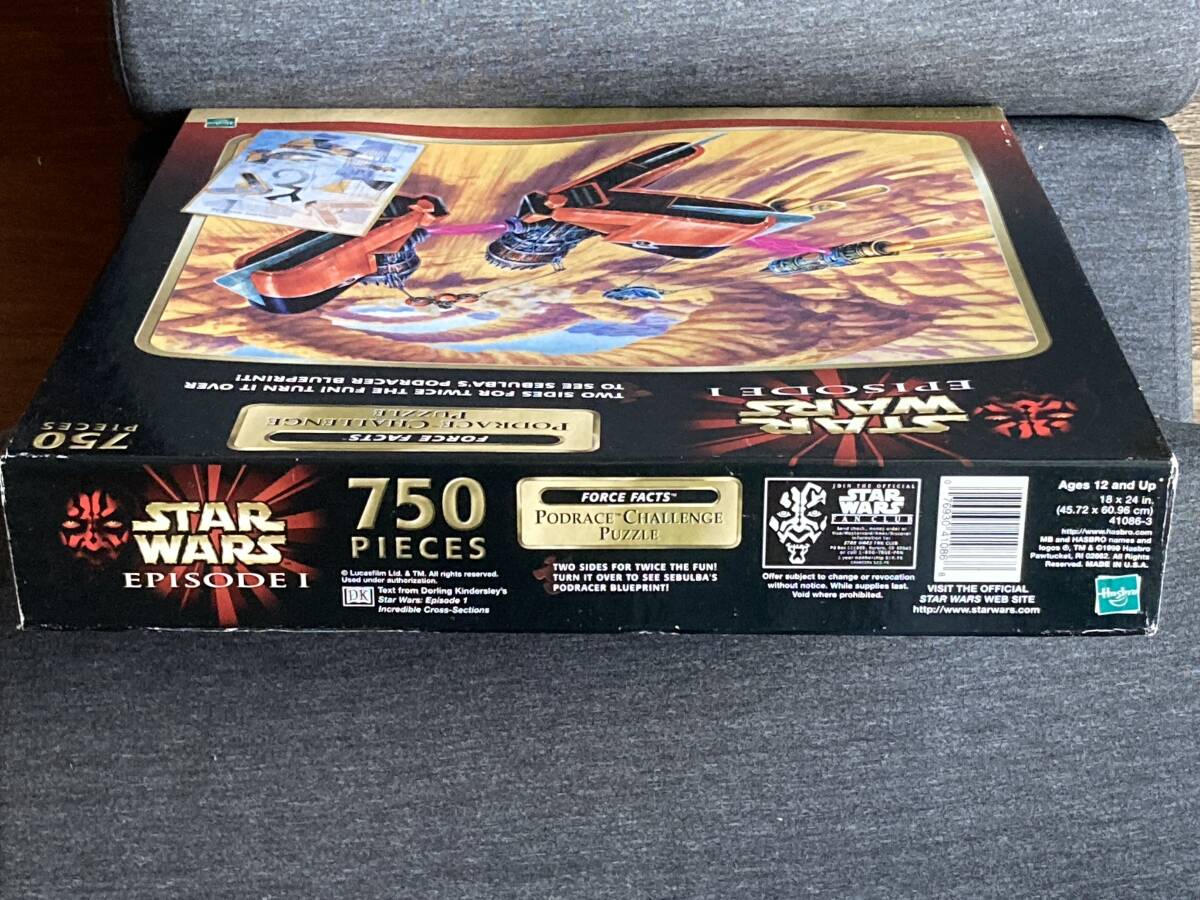 TWO SIDES FOR TWICE THE FUN! TURN IT OVER
TO SEE SEBULBA'S PODRACER BLUEPRINT!
STAR
WARS
EPISODE I
FORCE FACTS™
PODRACE CHALLENGE
PUZZLE
750
PIECES
STAR
WARS
EPISODE I
750
PIECES
© Lucasfilm Ltd. & TM. All rights reserved.
Used under authorization.
DK
Text from Dorling Kindersley's
Star Wars: Episode 1
Incredible Cross-Sections
FORCE FACTS™
PODRACE™ CHALLENGE
PUZZLE
TWO SIDES FOR TWICE THE FUN!
TURN IT OVER TO SEE SEBULBA'S
PODRACER BLUEPRINT!
JOIN THE OFFICIAL
STAR
WARS
FAN CLUB
Offer subject to change or revocation
without notice. While supplies last.
Void where prohibited.
VISIT THE OFFICIAL
STAR WARS WEB SITE
http://www.starwars.com
Ages 12 and Up
18 x 24 in.
(45.72 x 60.96 cm)
41086-3
http://www.hasbro.com
MB and HASBRO names and
logos ®, TM & ©1999 Hasbro
Pawtucket, RI 02862. All Rights
Reserved. MADE IN U.S.A.
Hasbro